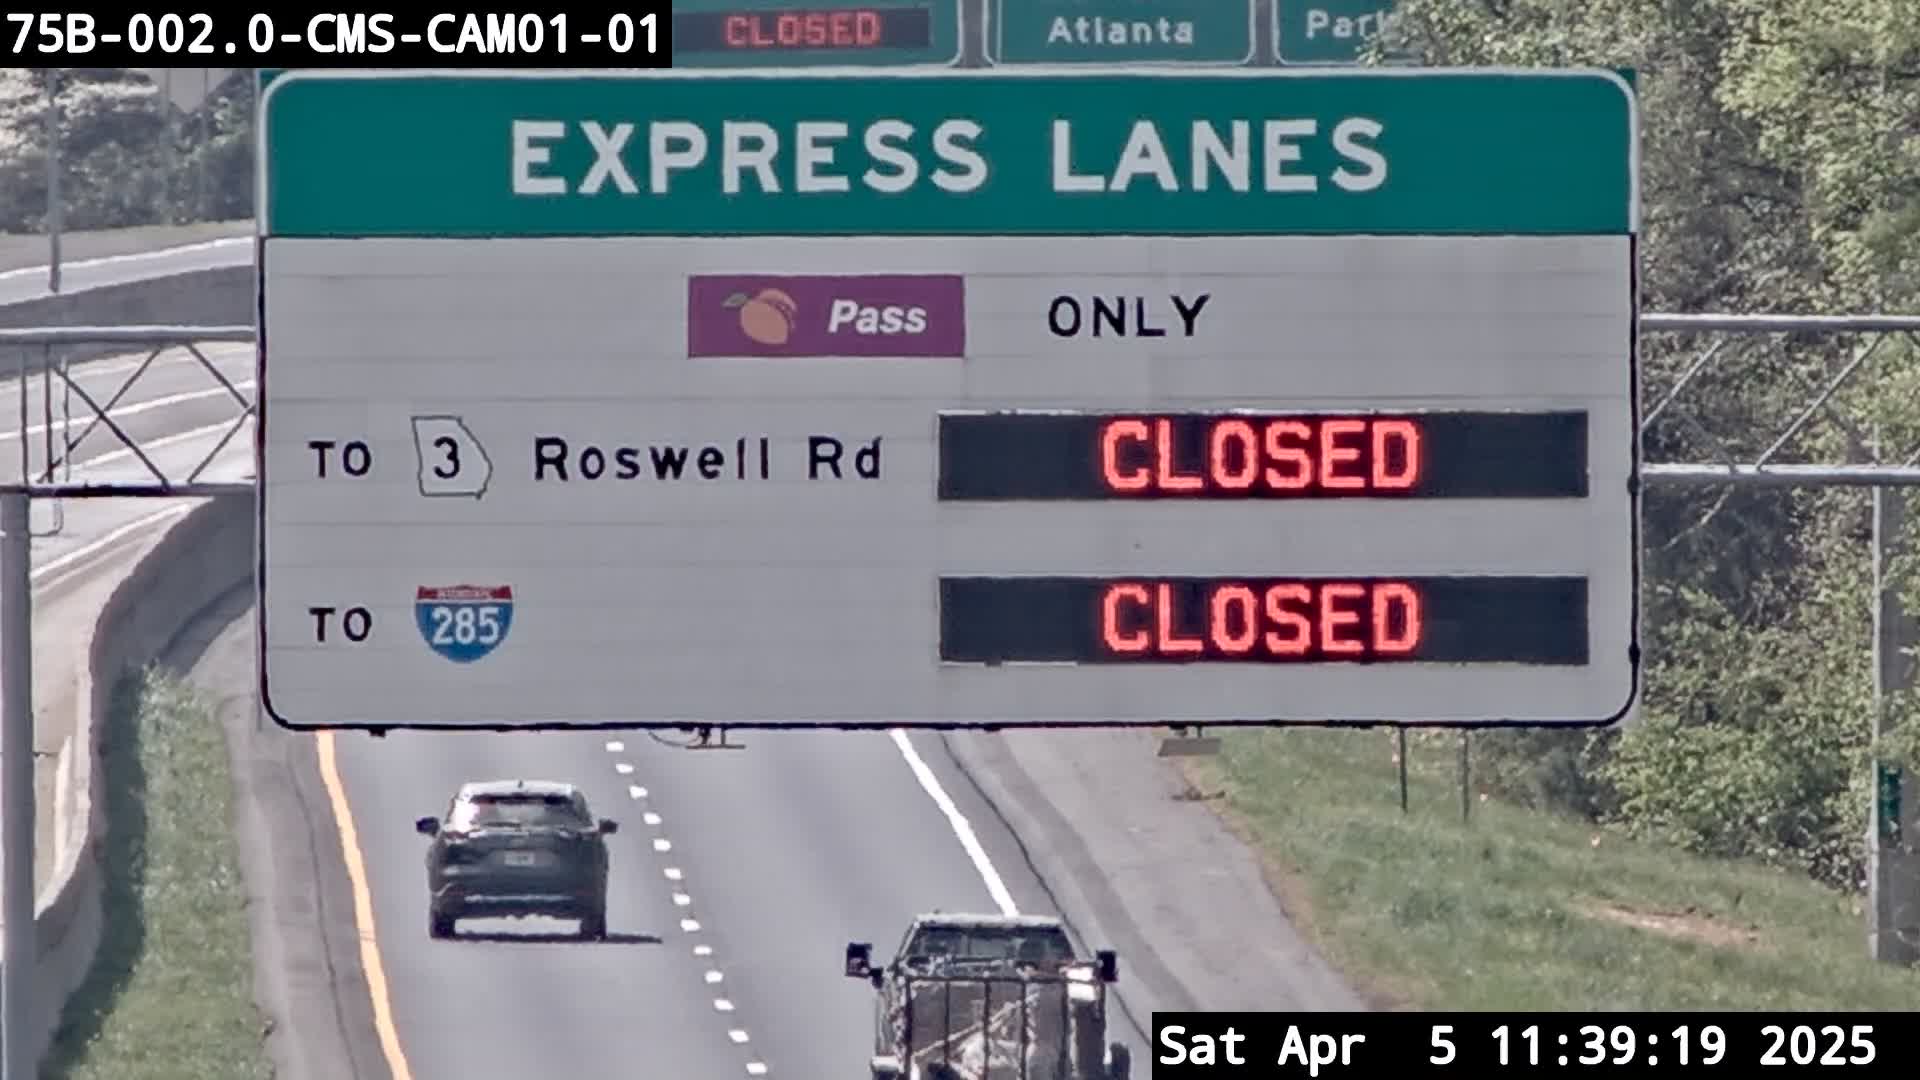 75B-002.0-CMS-CAM01-01
CLOSED
Atlanta
EXPRESS LANES
Pass ONLY
TO 3 Roswell Rd CLOSED
TO 285 CLOSED
Sat Apr 5 11:39:19 2025